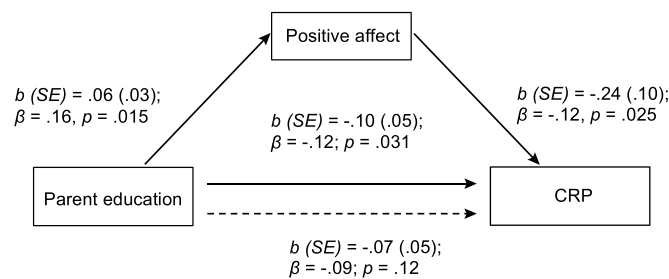 Positive affect
b (SE) = .06 (.03);
β = .16, p = .015
b (SE) = -.24 (.10);
β = -.12, p = .025
b (SE) = -.10 (.05);
β = -.12; p = .031
Parent education
CRP
b (SE) = -.07 (.05);
β = -.09; p = .12